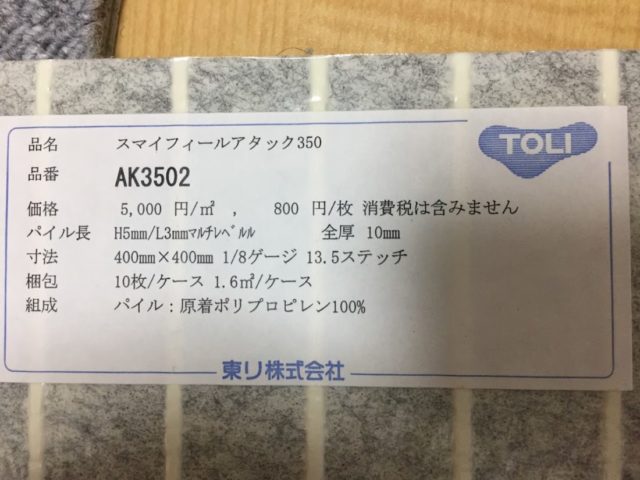 TOLI
品名 スマイフィールアタック350
品番 AK3502
価格 5,000 円/㎡ , 800 円/枚 消費税は含みません
パイル長 H5mm/L3mmﾏﾙﾁﾚﾍﾞﾙﾙ 全厚 10mm
寸法 400mm×400mm 1/8ゲージ 13.5ステッチ
梱包 10枚/ケース 1.6㎡/ケース
組成 パイル：原着ポリプロピレン100%
東リ株式会社